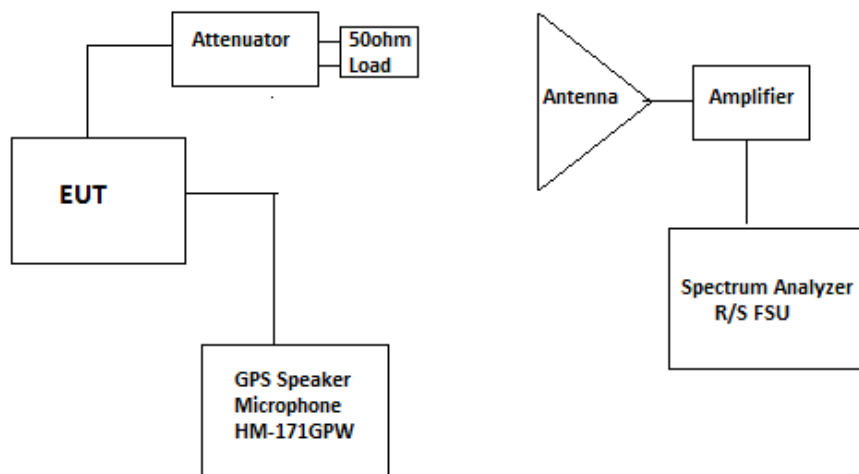 Attenuator
50ohm
Load
EUT
GPS Speaker
Microphone
HM-171GPW
Antenna
Amplifier
Spectrum Analyzer
R/S FSU